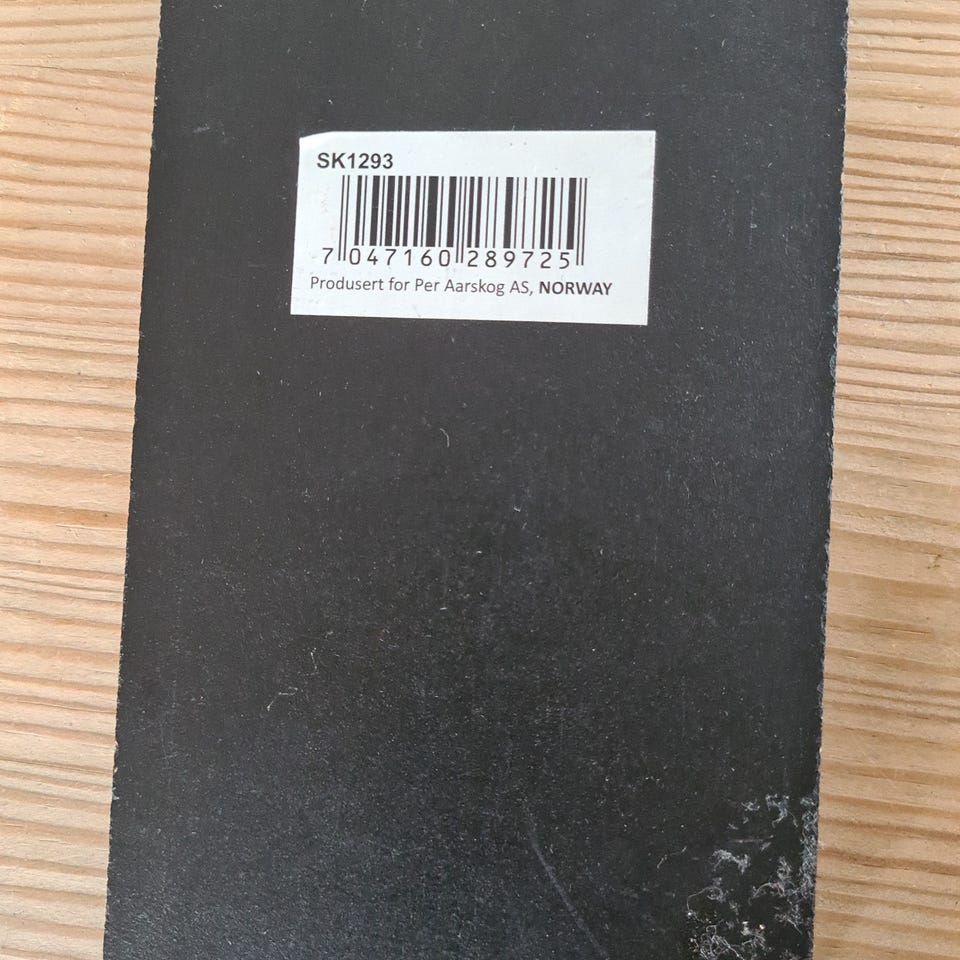 SK1293
7 047160 289725
Produsert for Per Aarskog AS, NORWAY